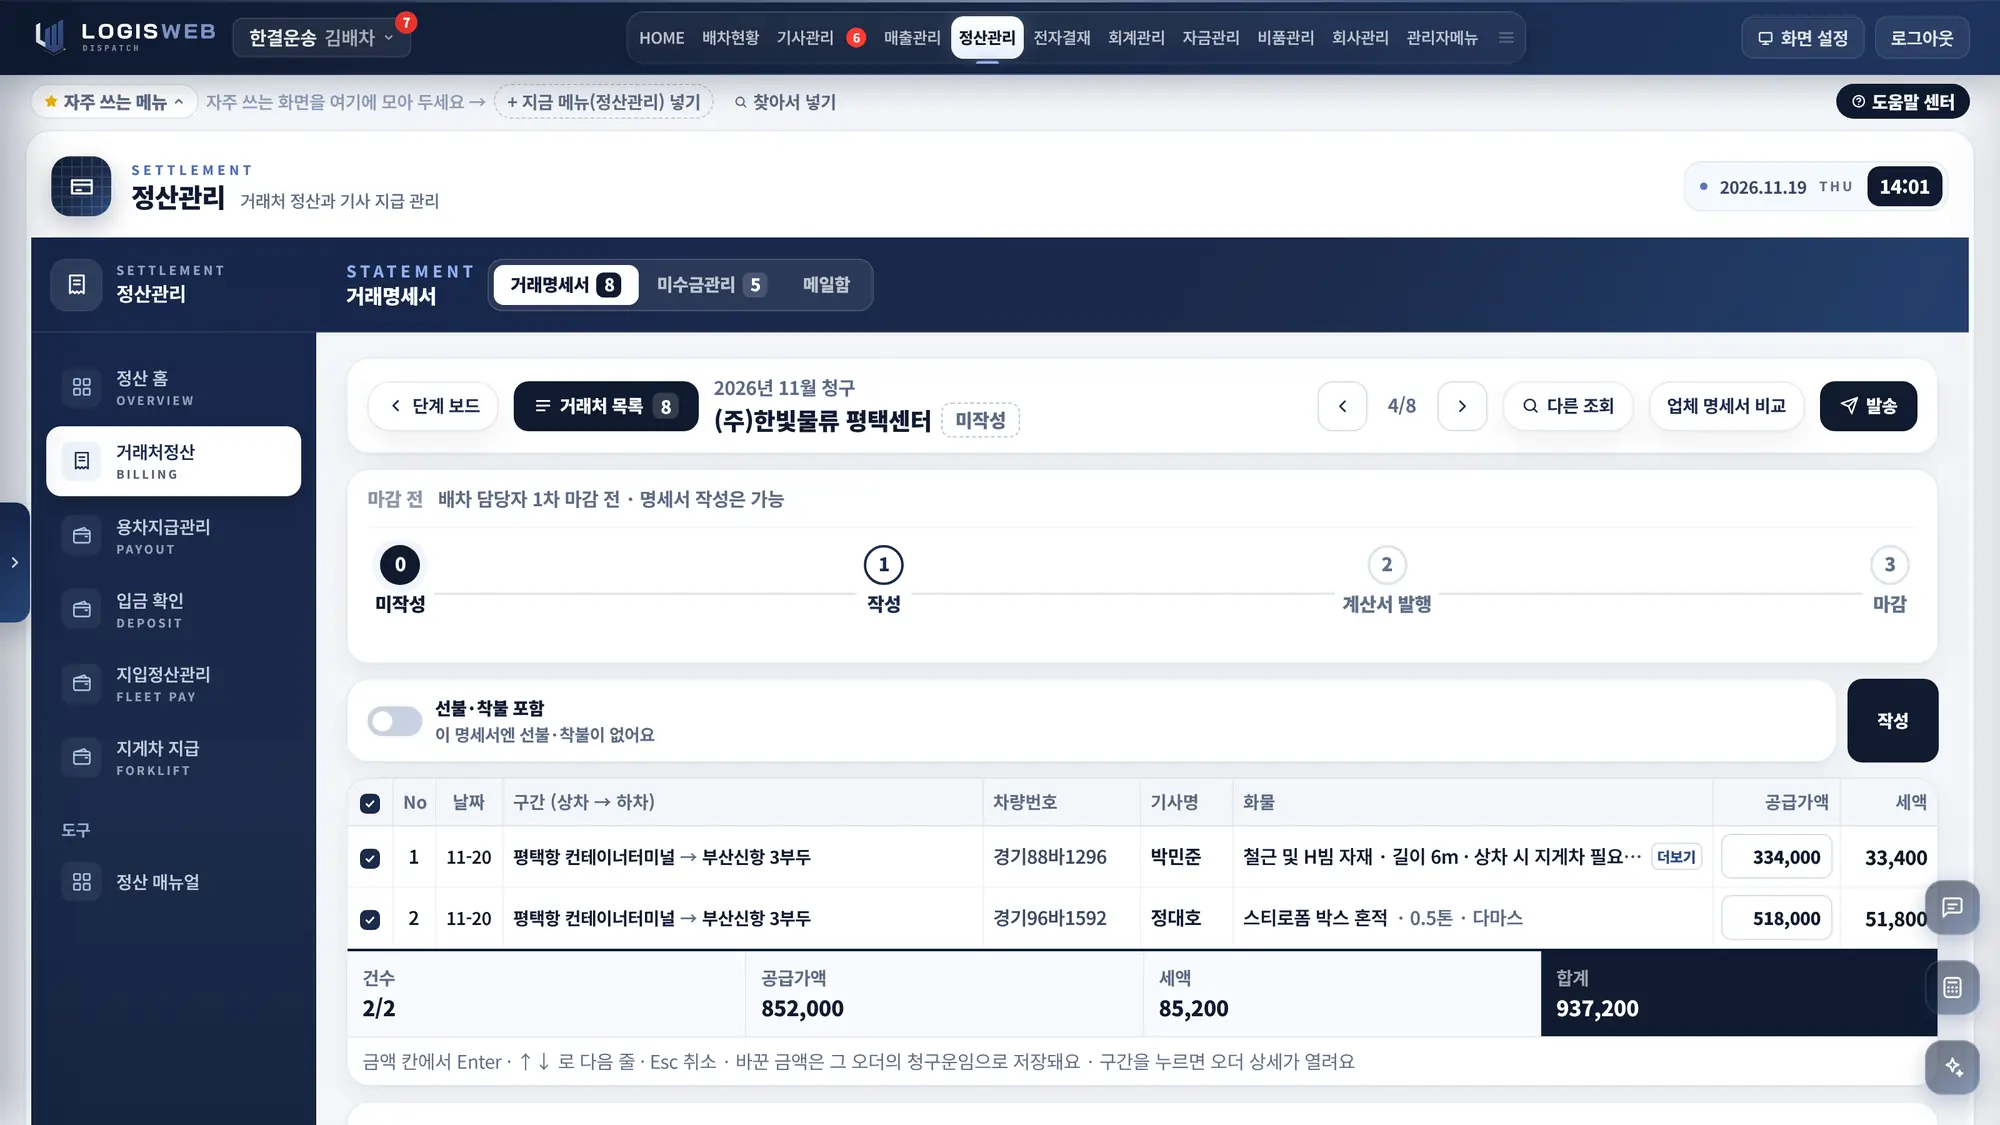 LOGISWEB
DISPATCH
한결운송 김배차
7
HOME 배차현황 기사관리 6 매출관리 정산관리 전자결재 회계관리 자금관리 비품관리 회사관리 관리자메뉴
화면 설정
로그아웃
자주 쓰는 메뉴
자주 쓰는 화면을 여기에 모아 두세요 →
+ 지금 메뉴(정산관리) 넣기
찾아서 넣기
도움말 센터
SETTLEMENT
정산관리 거래처 정산과 기사 지급 관리
2026.11.19 THU 14:01
SETTLEMENT
정산관리
STATEMENT
거래명세서
거래명세서 8
미수금관리 5
메일함
정산 홈
OVERVIEW
거래처정산
BILLING
용차지급관리
PAYOUT
입금 확인
DEPOSIT
지입정산관리
FLEET PAY
지게차 지급
FORKLIFT
도구
정산 매뉴얼
단계 보드
거래처 목록 8
2026년 11월 청구
(주)한빛물류 평택센터 미작성
4/8
다른 조회
업체 명세서 비교
발송
마감 전 배차 담당자 1차 마감 전 · 명세서 작성은 가능
0 1 2 3
미작성 작성 계산서 발행 마감
선불·착불 포함
이 명세서엔 선불·착불이 없어요
작성
No 날짜 구간 (상차 → 하차) 차량번호 기사명 화물 공급가액 세액
1 11-20 평택항 컨테이너터미널 → 부산신항 3부두 경기88바1296 박민준 철근 및 H빔 자재 · 길이 6m · 상차 시 지게차 필요… 더보기 334,000 33,400
2 11-20 평택항 컨테이너터미널 → 부산신항 3부두 경기96바1592 정대호 스티로폼 박스 혼적 · 0.5톤 · 다마스 518,000 51,800
건수 공급가액 세액 합계
2/2 852,000 85,200 937,200
금액 칸에서 Enter · ↑↓ 로 다음 줄 · Esc 취소 · 바꾼 금액은 그 오더의 청구운임으로 저장돼요 · 구간을 누르면 오더 상세가 열려요